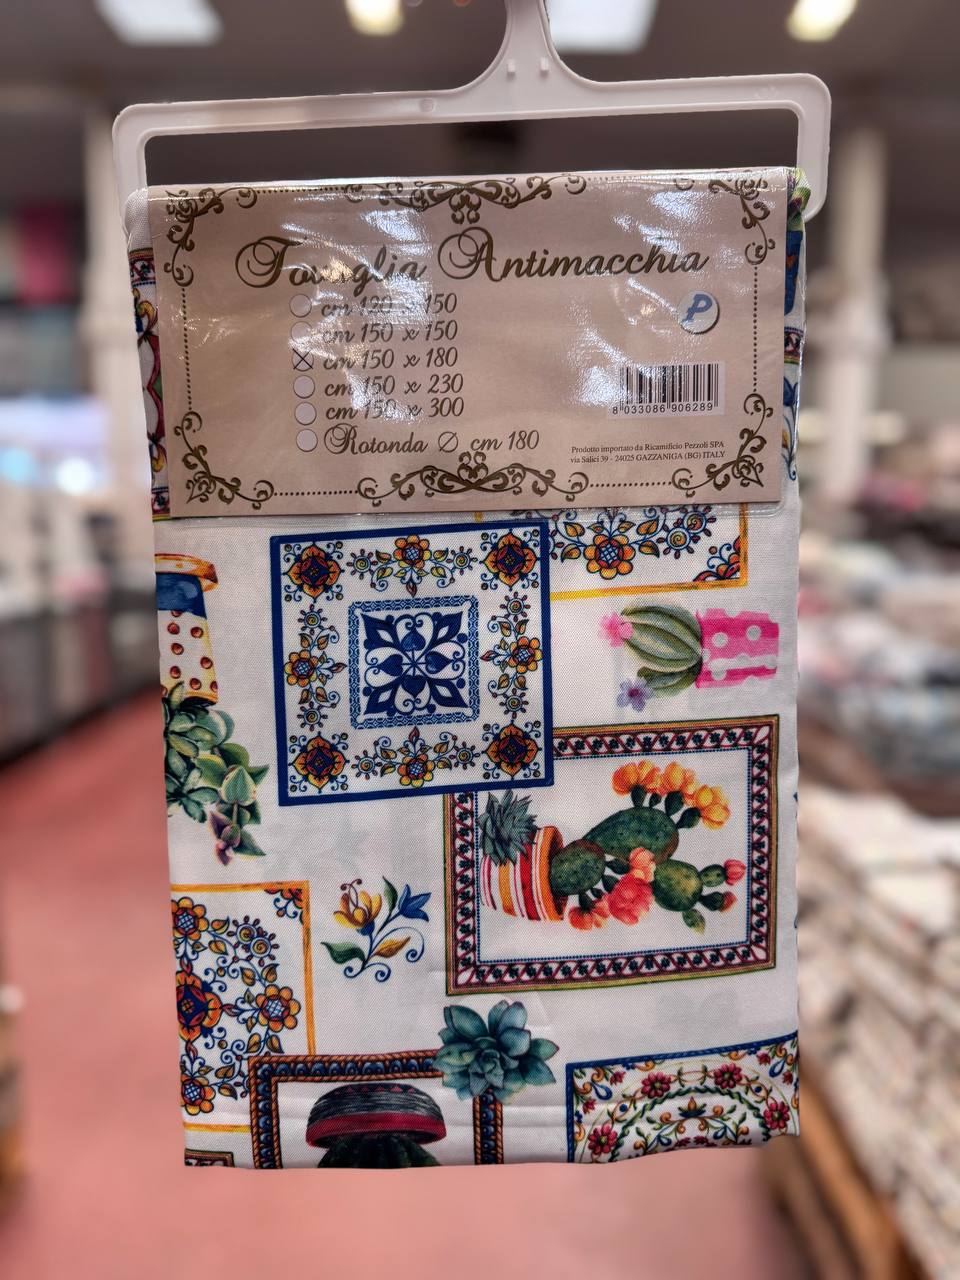 Tovaglia Antimacchia
cm 120 x 150
cm 150 x 150
cm 150 x 180
cm 150 x 230
cm 150 x 300
Rotonda ∅ cm 180
P
8 033086 906289
Prodotto importato da Ricamificio Pezzoli SPA
via Salici 39 - 24025 GAZZANIGA (BG) ITALY